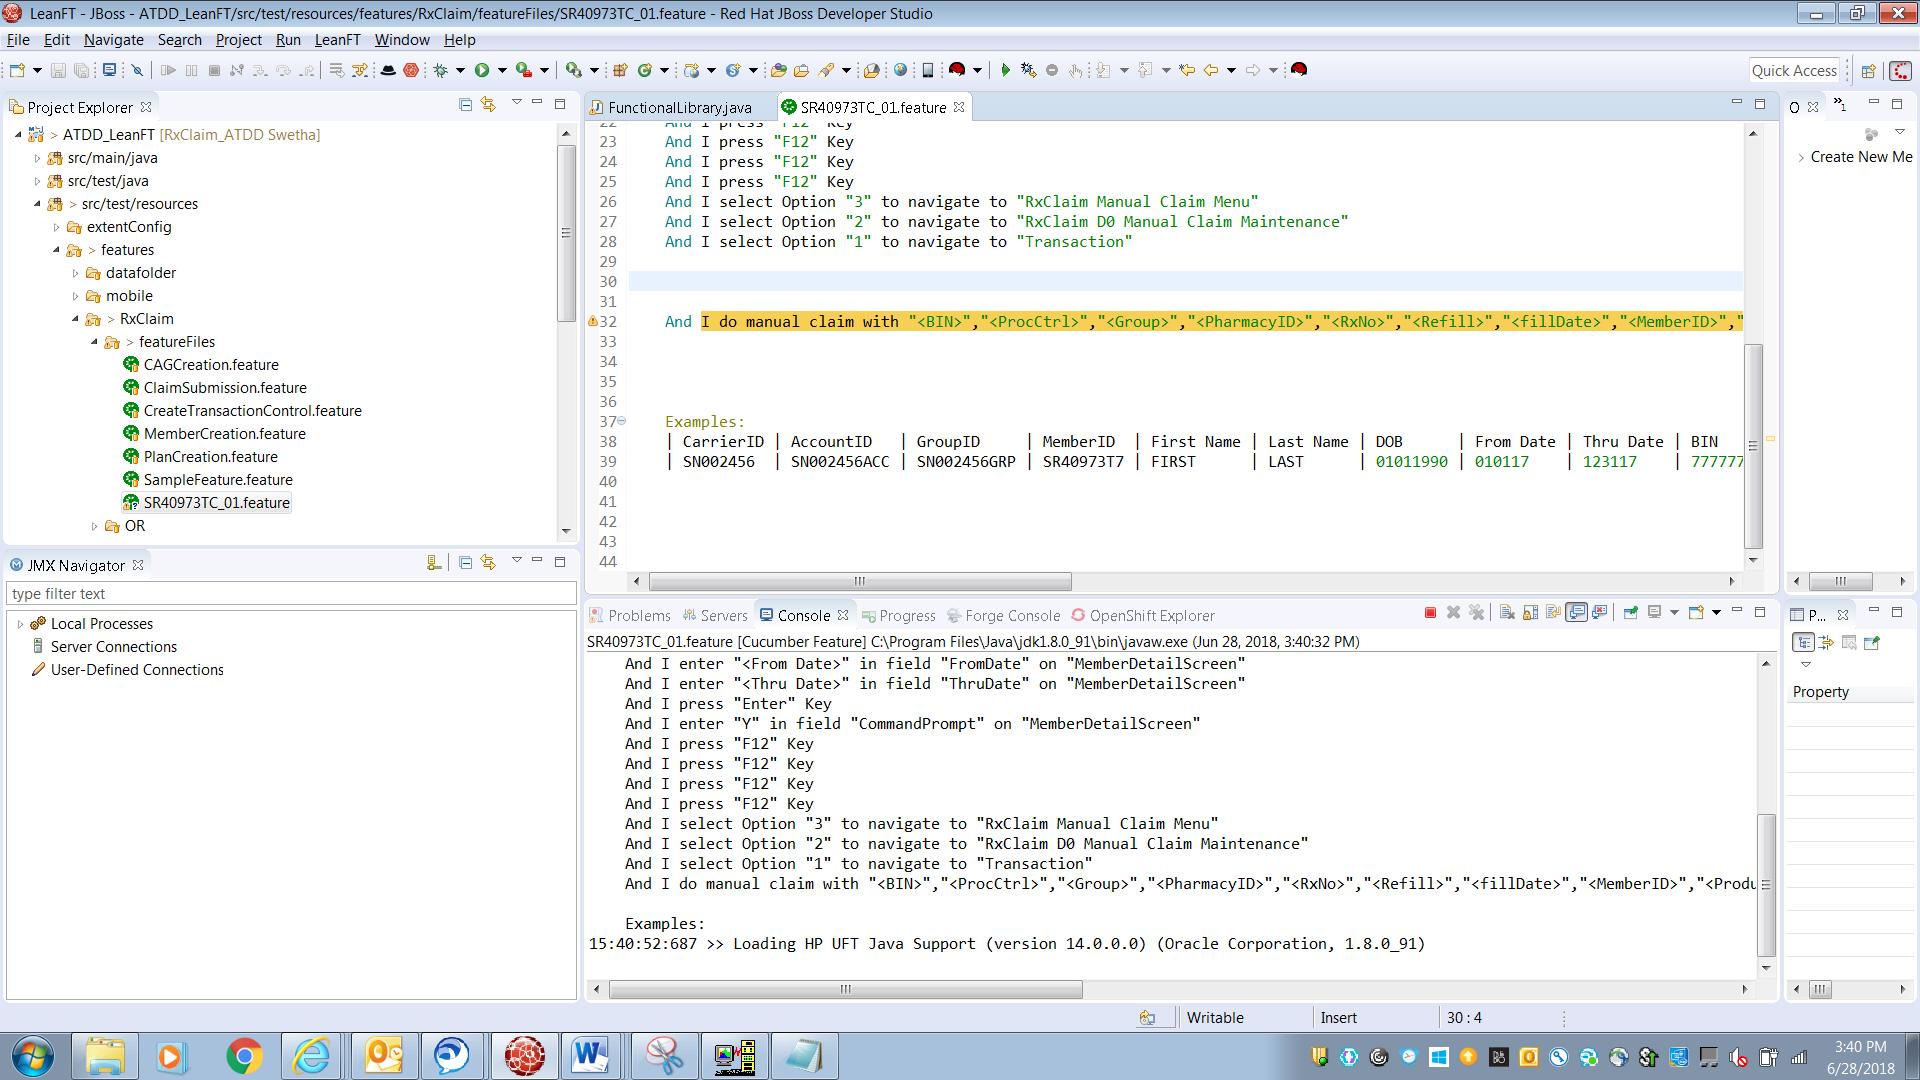 LeanFT - JBoss - ATDD_LeanFT/src/test/resources/features/RxClaim/featureFiles/SR40973TC_01.feature - Red Hat JBoss Developer Studio
File Edit Navigate Search Project Run LeanFT Window Help
Quick Access
Project Explorer
ATDD_LeanFT [RxClaim_ATDD Swetha]
src/main/java
src/test/java
> src/test/resources
extentConfig
> features
datafolder
mobile
> RxClaim
> featureFiles
CAGCreation.feature
ClaimSubmission.feature
CreateTransactionControl.feature
MemberCreation.feature
PlanCreation.feature
SampleFeature.feature
SR40973TC_01.feature
OR
JMX Navigator
type filter text
Local Processes
Server Connections
User-Defined Connections
FunctionalLibrary.java SR40973TC_01.feature
22 And I press "F12" Key
23 And I press "F12" Key
24 And I press "F12" Key
25 And I press "F12" Key
26 And I select Option "3" to navigate to "RxClaim Manual Claim Menu"
27 And I select Option "2" to navigate to "RxClaim D0 Manual Claim Maintenance"
28 And I select Option "1" to navigate to "Transaction"
29
30
31
32 And I do manual claim with "<BIN>","<ProcCtrl>","<Group>","<PharmacyID>","<RxNo>","<Refill>","<fillDate>","<MemberID>","
33
34
35
36
37 Examples:
38 | CarrierID | AccountID | GroupID | MemberID | First Name | Last Name | DOB | From Date | Thru Date | BIN
39 | SN002456 | SN002456ACC | SN002456GRP | SR40973T7 | FIRST | LAST | 01011990 | 010117 | 123117 | 777777
40
41
42
43
44
O
Create New Me
Problems Servers Console Progress Forge Console OpenShift Explorer
SR40973TC_01.feature [Cucumber Feature] C:\Program Files\Java\jdk1.8.0_91\bin\javaw.exe (Jun 28, 2018, 3:40:32 PM)
And I enter "<From Date>" in field "FromDate" on "MemberDetailScreen"
And I enter "<Thru Date>" in field "ThruDate" on "MemberDetailScreen"
And I press "Enter" Key
And I enter "Y" in field "CommandPrompt" on "MemberDetailScreen"
And I press "F12" Key
And I press "F12" Key
And I press "F12" Key
And I press "F12" Key
And I select Option "3" to navigate to "RxClaim Manual Claim Menu"
And I select Option "2" to navigate to "RxClaim D0 Manual Claim Maintenance"
And I select Option "1" to navigate to "Transaction"
And I do manual claim with "<BIN>","<ProcCtrl>","<Group>","<PharmacyID>","<RxNo>","<Refill>","<fillDate>","<MemberID>","<Produ
Examples:
15:40:52:687 >> Loading HP UFT Java Support (version 14.0.0.0) (Oracle Corporation, 1.8.0_91)
P...
Property
Writable Insert 30 : 4
3:40 PM
6/28/2018